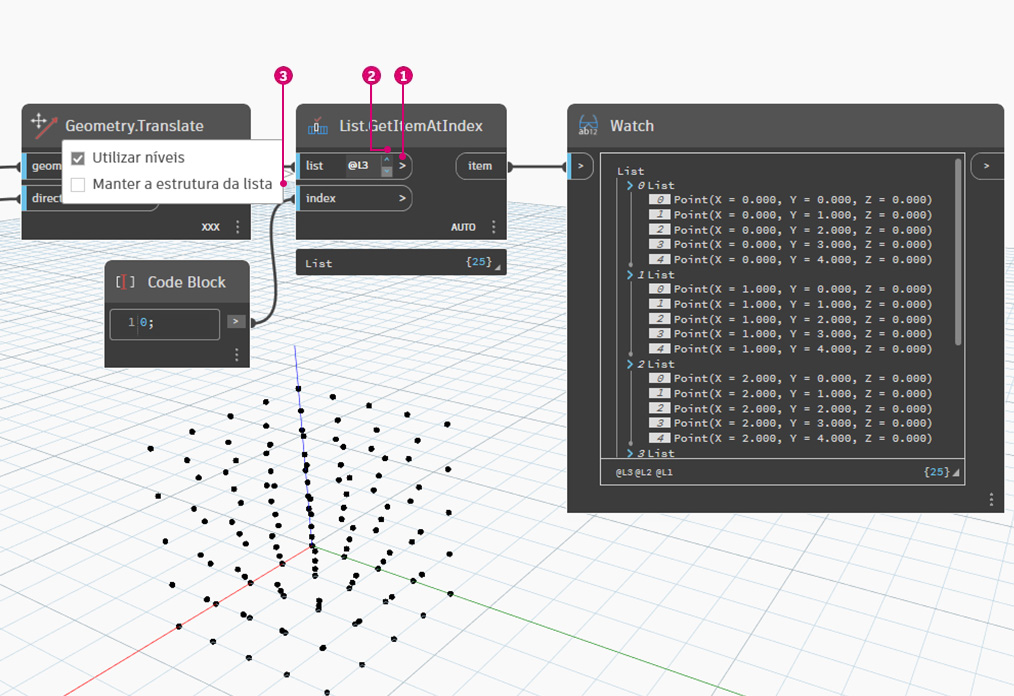 3
2
1
Geometry.Translate
List.GetItemAtIndex
Watch
Utilizar níveis
Manter a estrutura da lista
geom
direct
XXX
list @L3 >
item
index >
AUTO
List {25}
Code Block
1 0;
>
>
>
List
0 List
0 Point(X = 0.000, Y = 0.000, Z = 0.000)
1 Point(X = 0.000, Y = 1.000, Z = 0.000)
2 Point(X = 0.000, Y = 2.000, Z = 0.000)
3 Point(X = 0.000, Y = 3.000, Z = 0.000)
4 Point(X = 0.000, Y = 4.000, Z = 0.000)
1 List
0 Point(X = 1.000, Y = 0.000, Z = 0.000)
1 Point(X = 1.000, Y = 1.000, Z = 0.000)
2 Point(X = 1.000, Y = 2.000, Z = 0.000)
3 Point(X = 1.000, Y = 3.000, Z = 0.000)
4 Point(X = 1.000, Y = 4.000, Z = 0.000)
2 List
0 Point(X = 2.000, Y = 0.000, Z = 0.000)
1 Point(X = 2.000, Y = 1.000, Z = 0.000)
2 Point(X = 2.000, Y = 2.000, Z = 0.000)
3 Point(X = 2.000, Y = 3.000, Z = 0.000)
4 Point(X = 2.000, Y = 4.000, Z = 0.000)
3 List
@L3 @L2 @L1 {25}